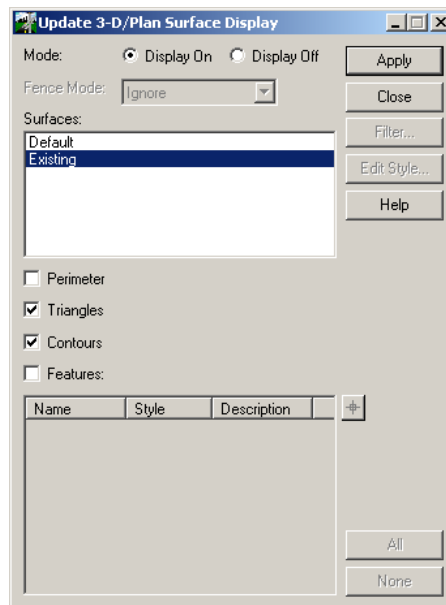 Update 3-D/Plan Surface Display
Mode: Display On Display Off
Apply
Fence Mode: Ignore
Close
Surfaces:
Filter...
Default
Existing
Edit Style...
Help
Perimeter
Triangles
Contours
Features:
Name Style Description
All
None